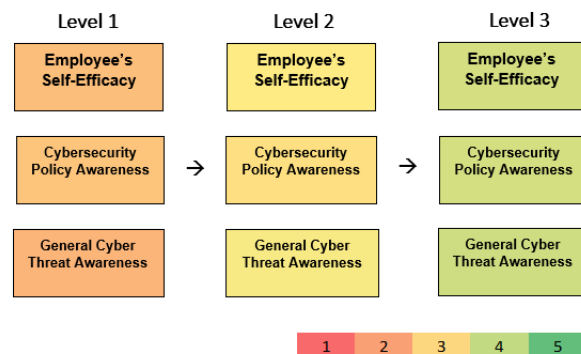 Level 1 Level 2 Level 3
Employee's Employee's Employee's
Self-Efficacy Self-Efficacy Self-Efficacy
Cybersecurity Cybersecurity Cybersecurity
Policy Awareness → Policy Awareness → Policy Awareness
General Cyber General Cyber General Cyber
Threat Awareness Threat Awareness Threat Awareness
1 2 3 4 5